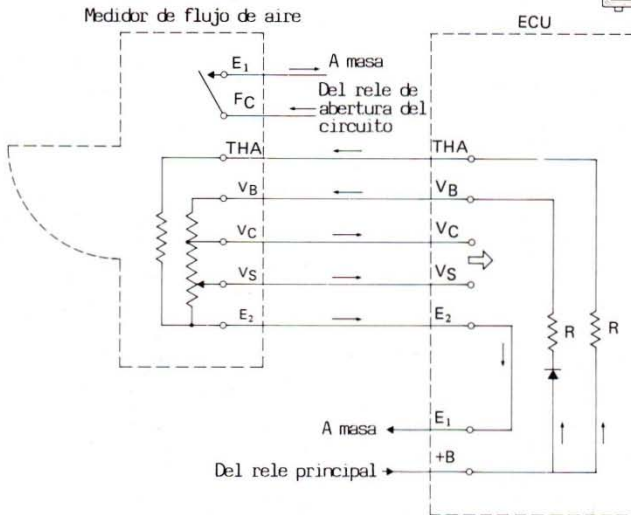 Medidor de flujo de aire
ECU
E1
A masa
FC
Del rele de
abertura del
circuito
THA
THA
VB
VB
VC
VC
VS
VS
E2
E2
R
R
A masa
E1
Del rele principal
+B